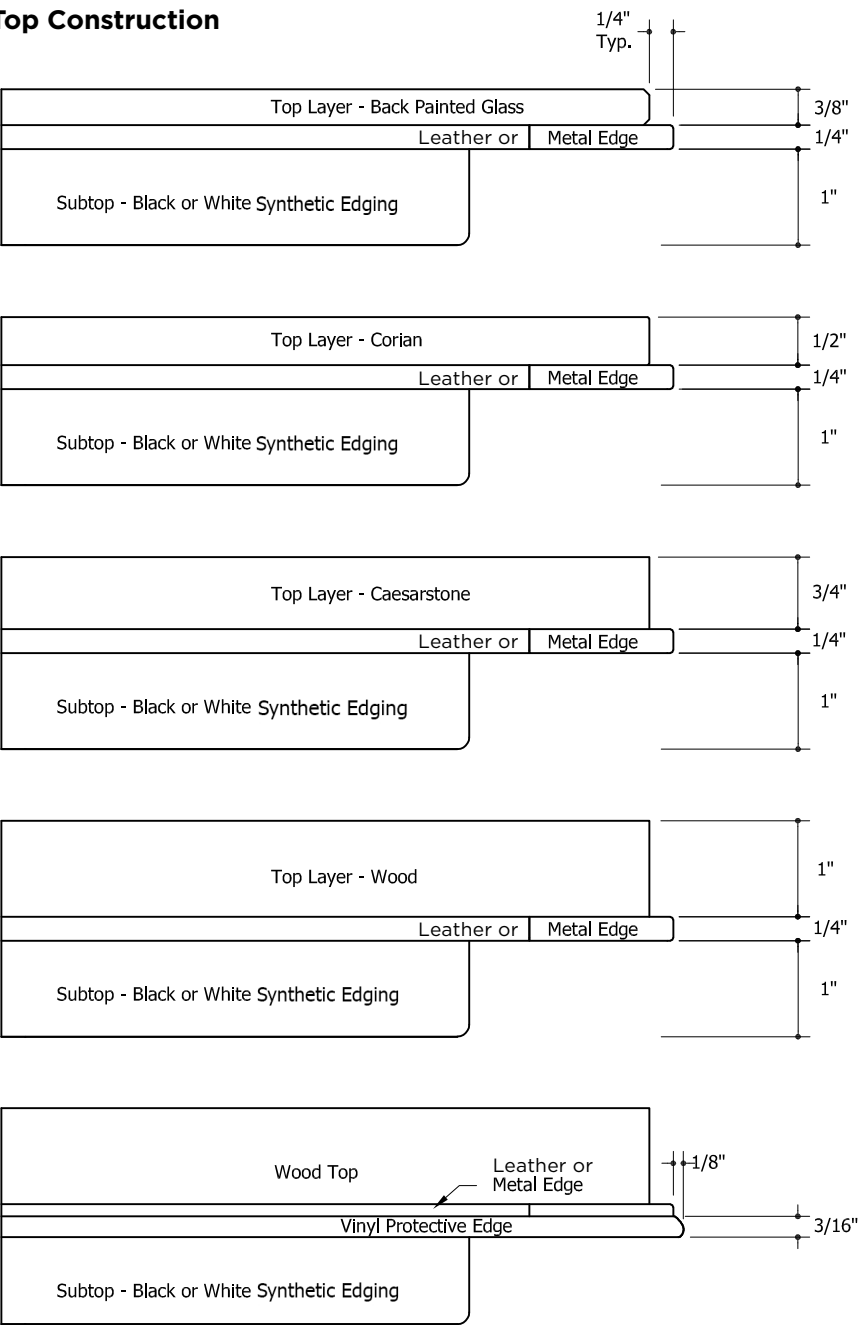 Top Construction
1/4"
Typ.
Top Layer - Back Painted Glass
3/8"
Leather or Metal Edge
1/4"
Subtop - Black or White Synthetic Edging
1"
Top Layer - Corian
1/2"
Leather or Metal Edge
1/4"
Subtop - Black or White Synthetic Edging
1"
Top Layer - Caesarstone
3/4"
Leather or Metal Edge
1/4"
Subtop - Black or White Synthetic Edging
1"
Top Layer - Wood
1"
Leather or Metal Edge
1/4"
Subtop - Black or White Synthetic Edging
1"
Wood Top
Leather or
Metal Edge
1/8"
Vinyl Protective Edge
3/16"
Subtop - Black or White Synthetic Edging